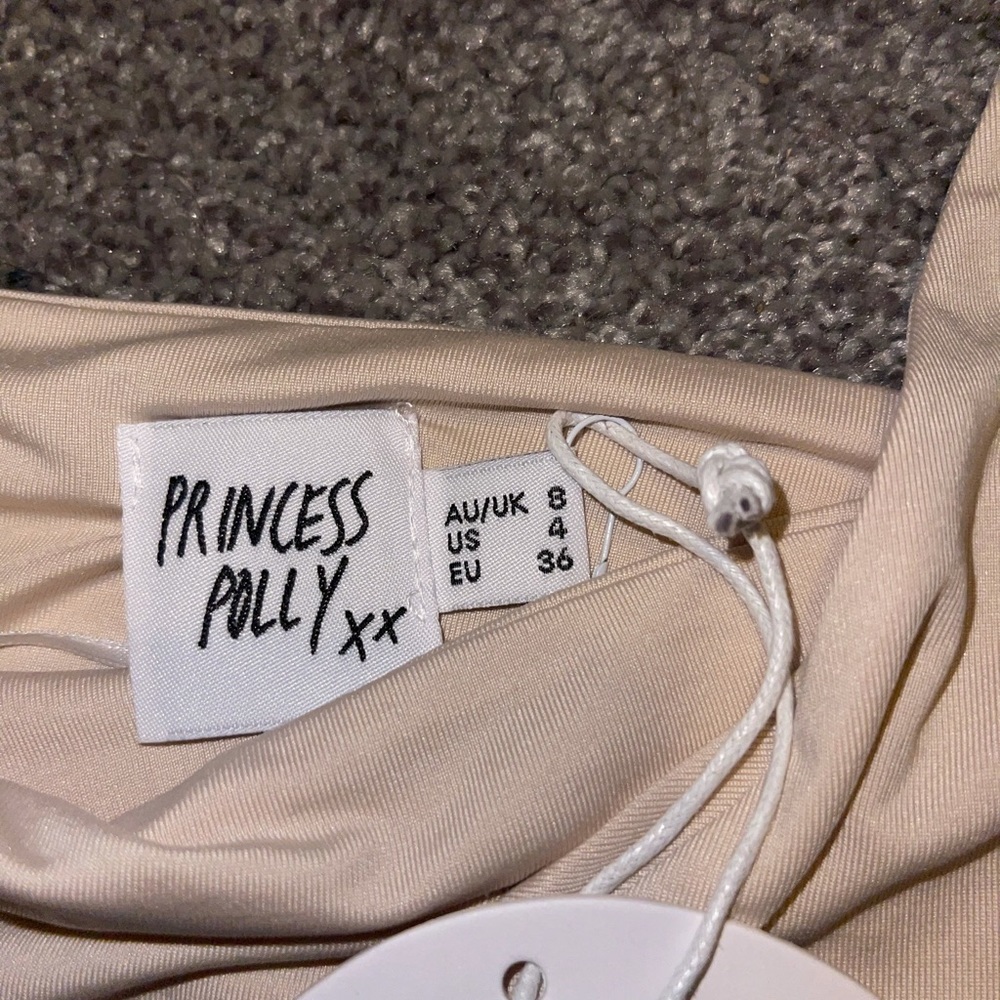 PRINCESS
POLLY xx
AU/UK 8
US 4
EU 36